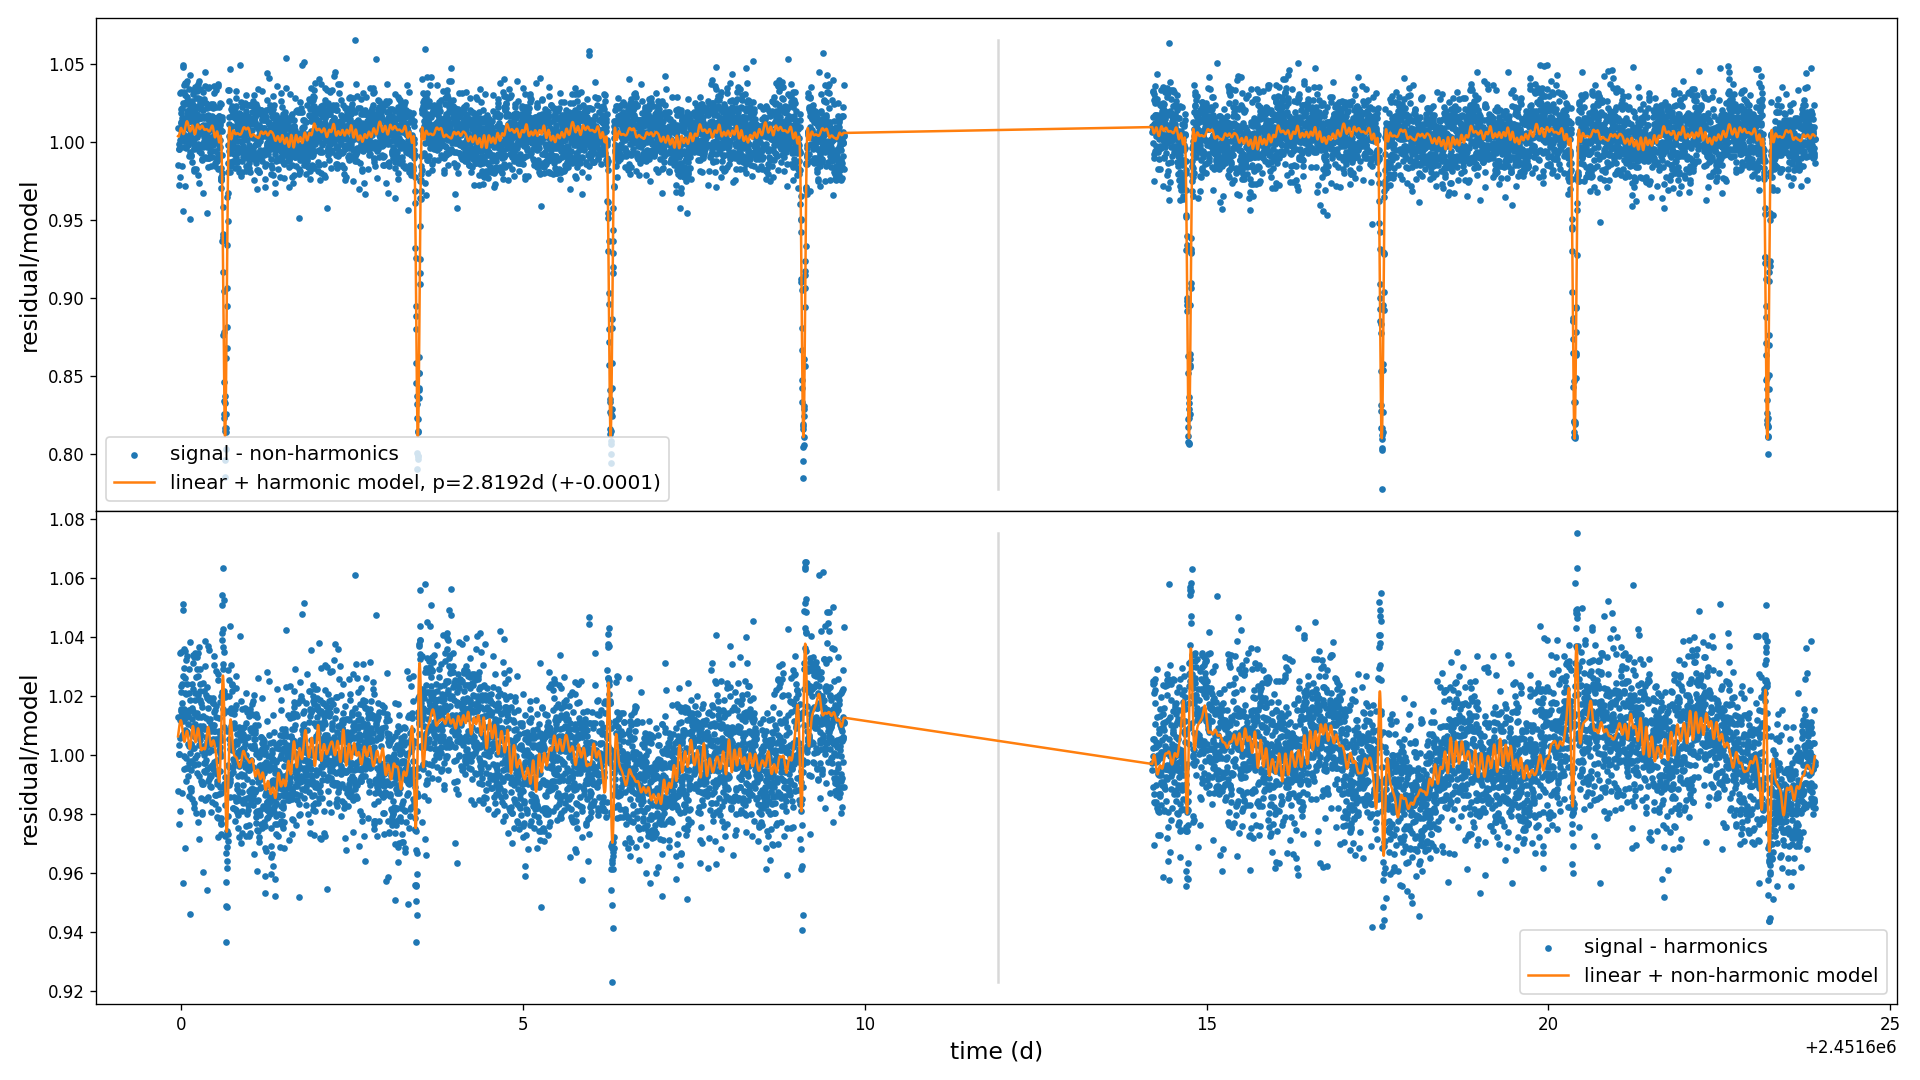 1.05
1.00
0.95
0.90
0.85
0.80
residual/model
signal - non-harmonics
linear + harmonic model, p=2.8192d (+-0.0001)
1.08
1.06
1.04
1.02
1.00
0.98
0.96
0.94
0.92
residual/model
signal - harmonics
linear + non-harmonic model
0 5 10 15 20 25
time (d)
+2.4516e6